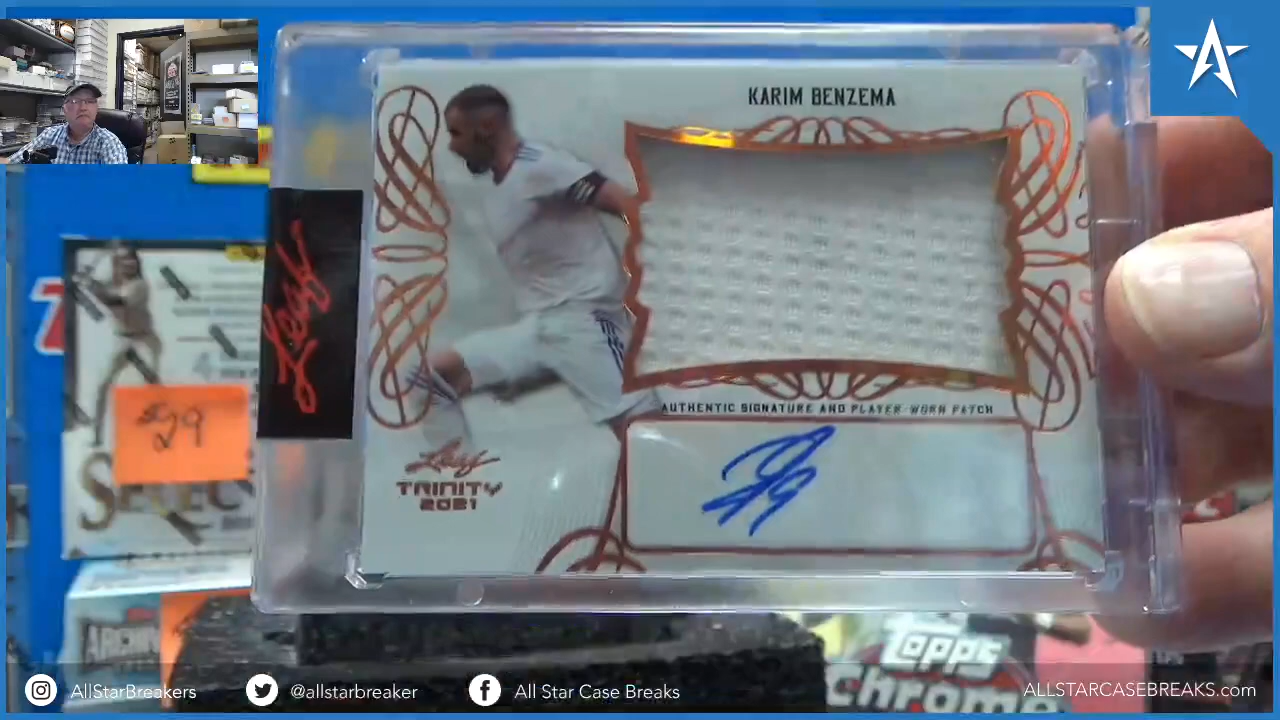 KARIM BENZEMA
Leaf
AUTHENTIC SIGNATURE AND PLAYER-WORN PATCH
Leaf
TRINITY
2021
$29
SELEC
Topps
Chrome
AllStarBreakers
@allstarbreaker
All Star Case Breaks
ALLSTARCASEBREAKS.com